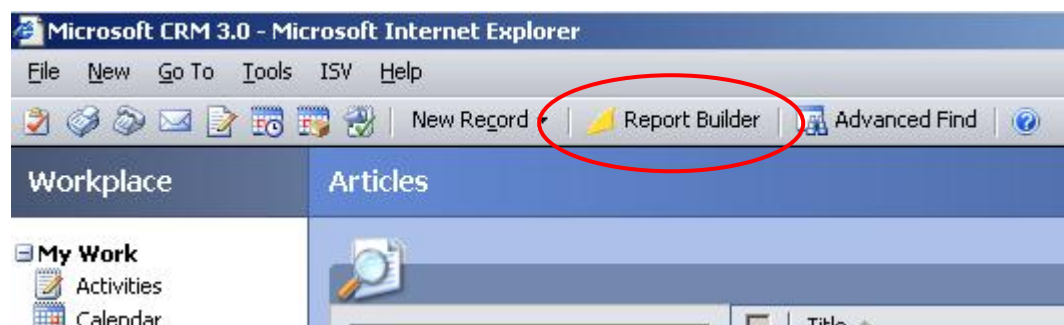 Microsoft CRM 3.0 - Microsoft Internet Explorer
File New Go To Tools ISV Help
New Record Report Builder Advanced Find
Workplace Articles
My Work
Activities
Calendar
Title